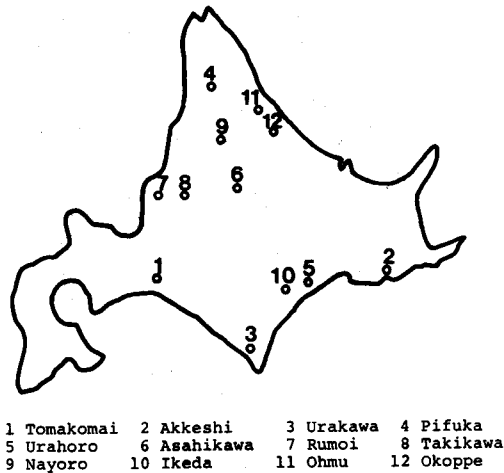 4
11
12
9
7 8 6
1
10 5 2
3
1 Tomakomai 2 Akkeshi 3 Urakawa 4 Pifuka
5 Urahoro 6 Asahikawa 7 Rumoi 8 Takikawa
9 Nayoro 10 Ikeda 11 Ohmu 12 Okoppe